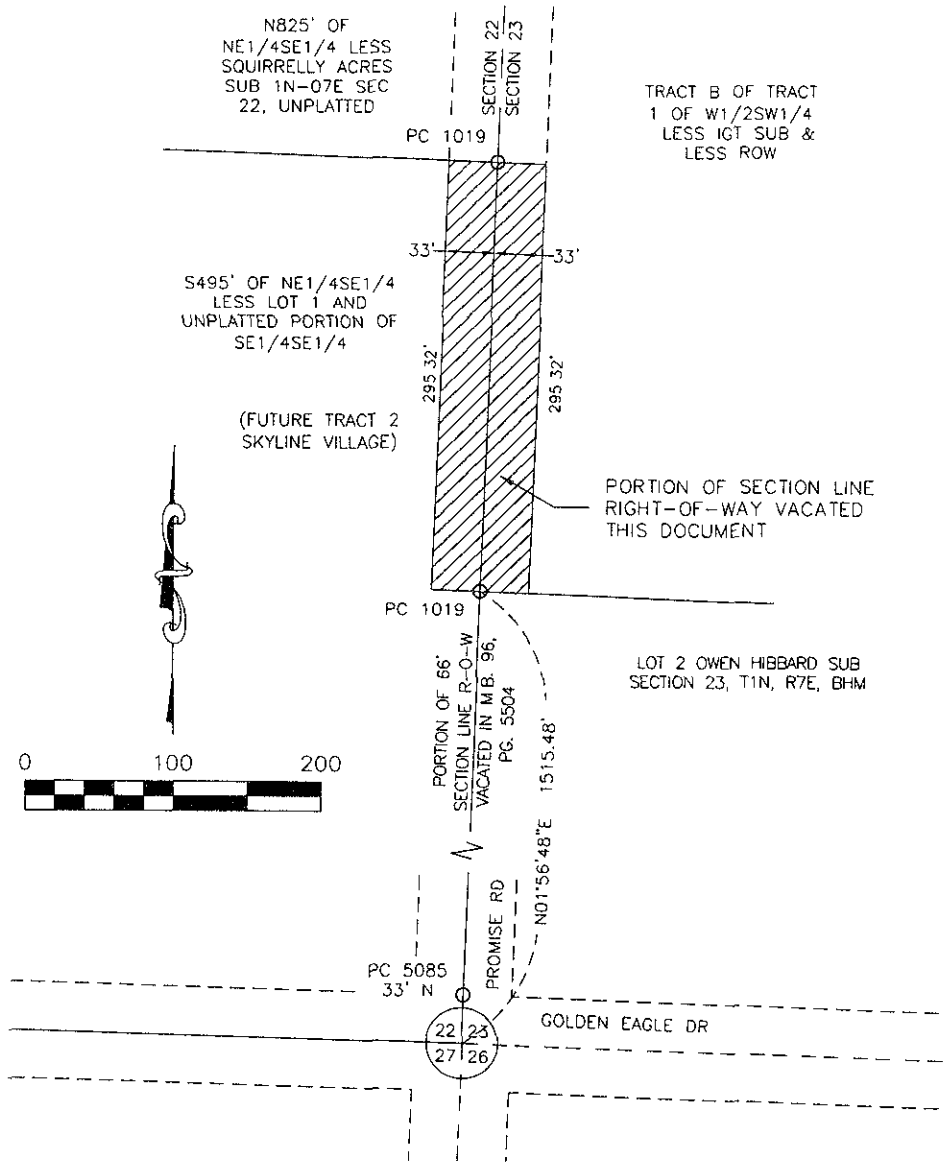 N825' OF
NE1/4SE1/4 LESS
SQUIRRELLY ACRES
SUB 1N-07E SEC
22, UNPLATTED
SECTION 22
SECTION 23
TRACT B OF TRACT
1 OF W1/2SW1/4
LESS IGT SUB &
LESS ROW
PC 1019
33'
33'
S495' OF NE1/4SE1/4
LESS LOT 1 AND
UNPLATTED PORTION OF
SE1/4SE1/4
295 32'
295 32'
(FUTURE TRACT 2
SKYLINE VILLAGE)
PORTION OF SECTION LINE
RIGHT-OF-WAY VACATED
THIS DOCUMENT
PC 1019
LOT 2 OWEN HIBBARD SUB
SECTION 23, T1N, R7E, BHM
PORTION OF 66'
SECTION LINE R-O-W
VACATED IN M B. 96,
PG. 5504
N01°56'48"E 1515.48'
0 100 200
PROMISE RD
PC 5085
33' N
GOLDEN EAGLE DR
22 23
27 26